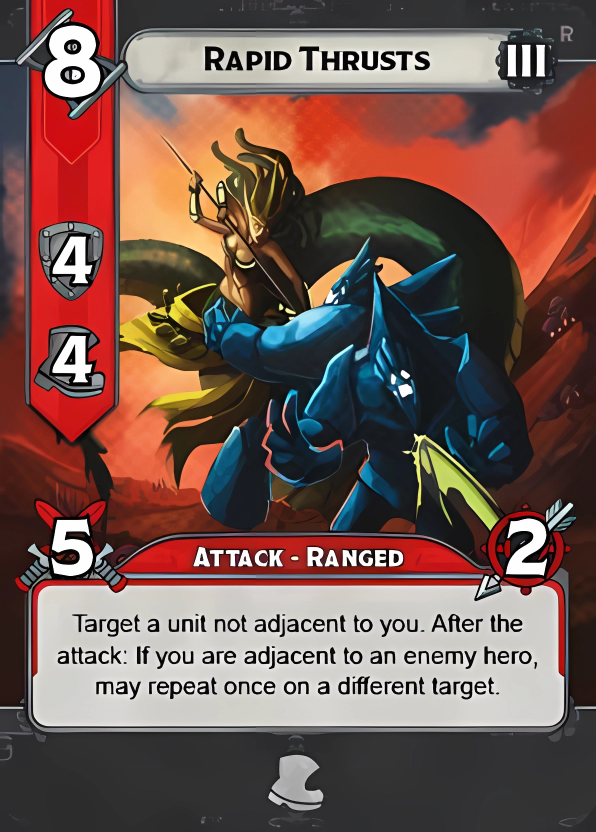 8
RAPID THRUSTS
III
R
4
4
5
ATTACK - RANGED
2
Target a unit not adjacent to you. After the
attack: If you are adjacent to an enemy hero,
may repeat once on a different target.